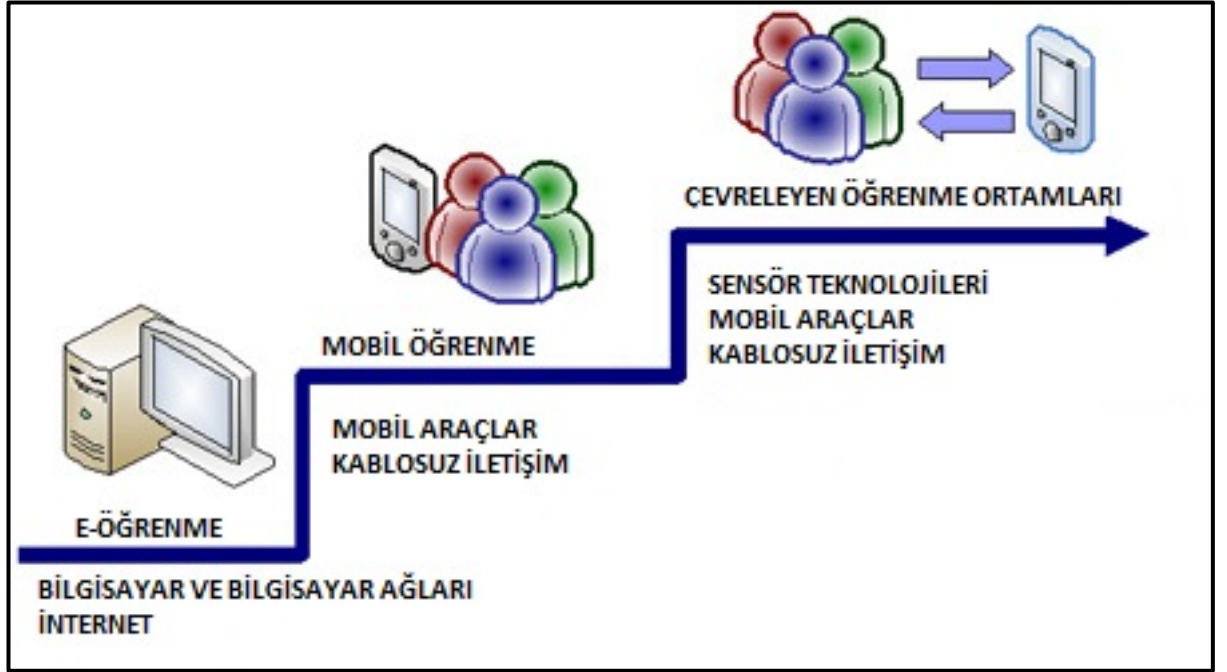 ÇEVRELEYEN ÖĞRENME ORTAMLARI
SENSÖR TEKNOLOJİLERİ
MOBİL ARAÇLAR
KABLOSUZ İLETİŞİM
MOBİL ÖĞRENME
MOBİL ARAÇLAR
KABLOSUZ İLETİŞİM
E-ÖĞRENME
BİLGİSAYAR VE BİLGİSAYAR AĞLARI
İNTERNET